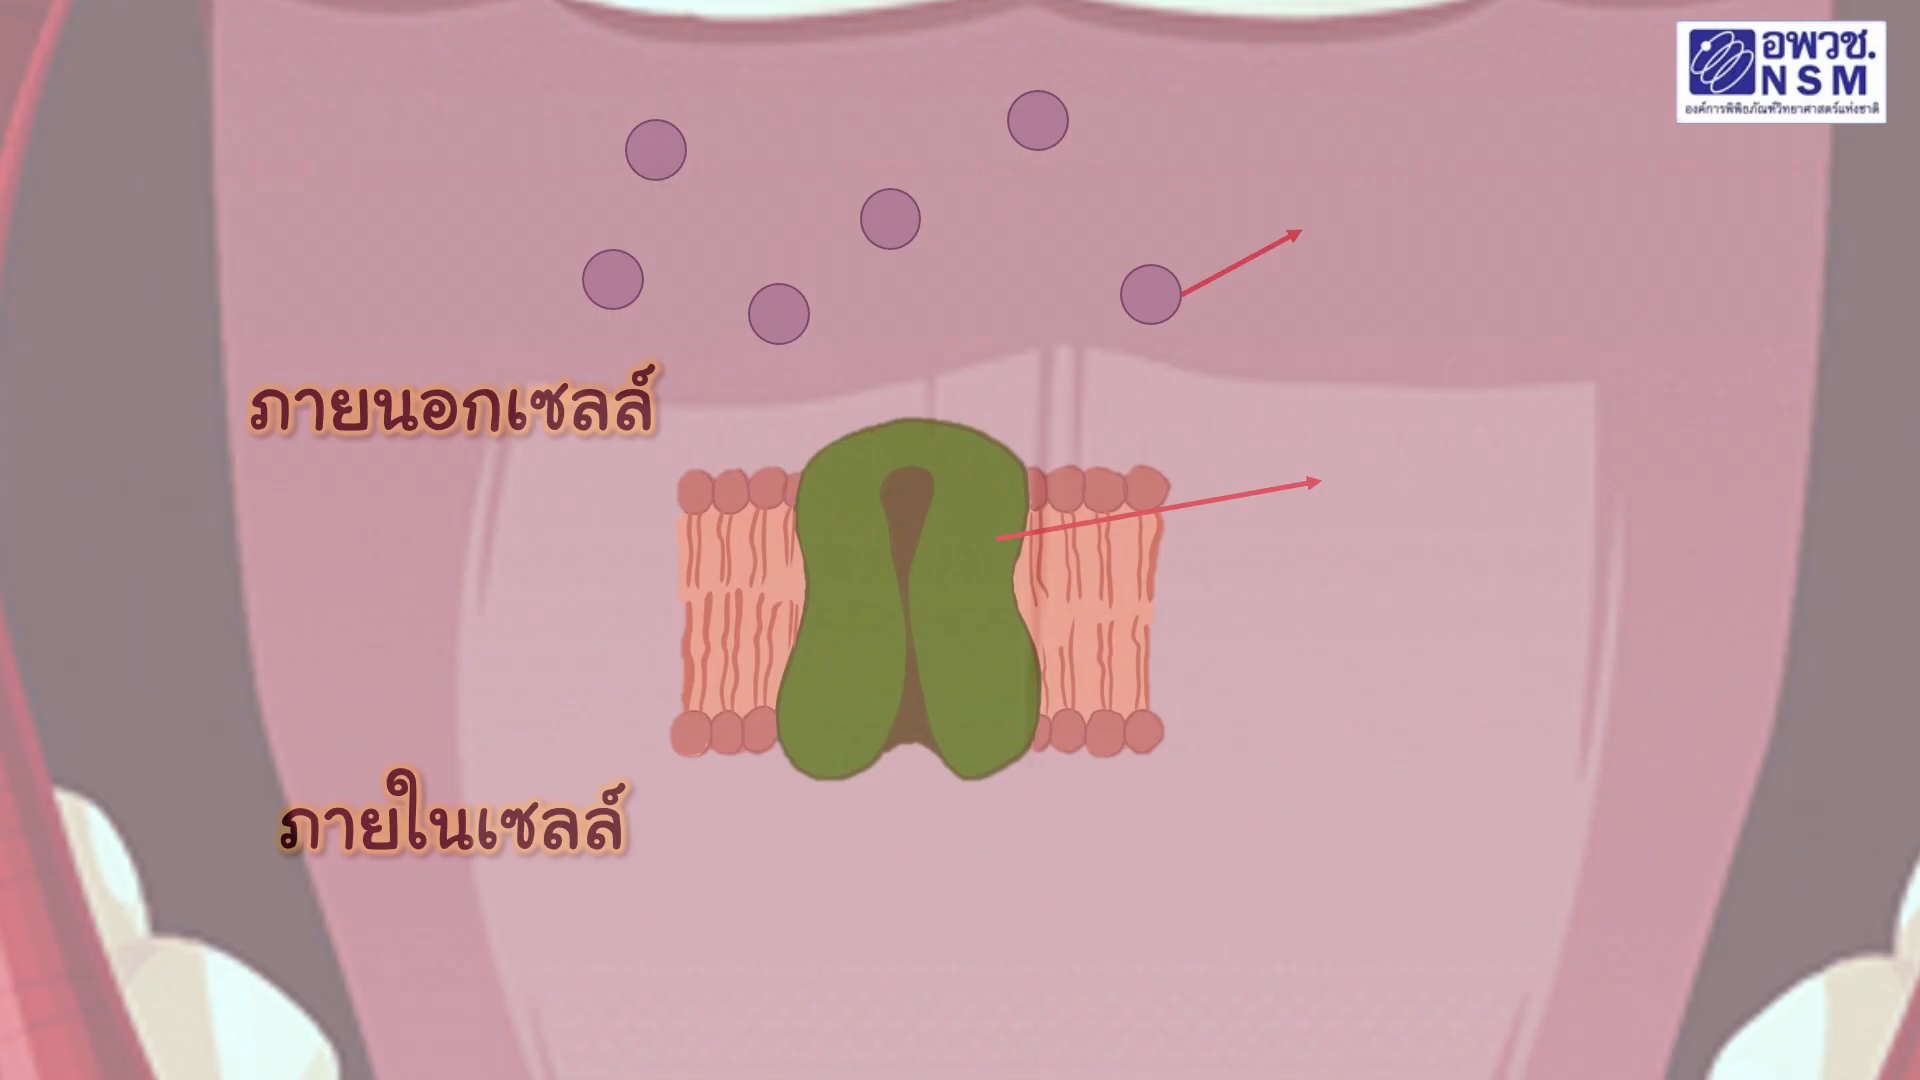 อพวช.
NSM
องค์การพิพิธภัณฑ์วิทยาศาสตร์แห่งชาติ
ภายนอกเซลล์
ภายในเซลล์